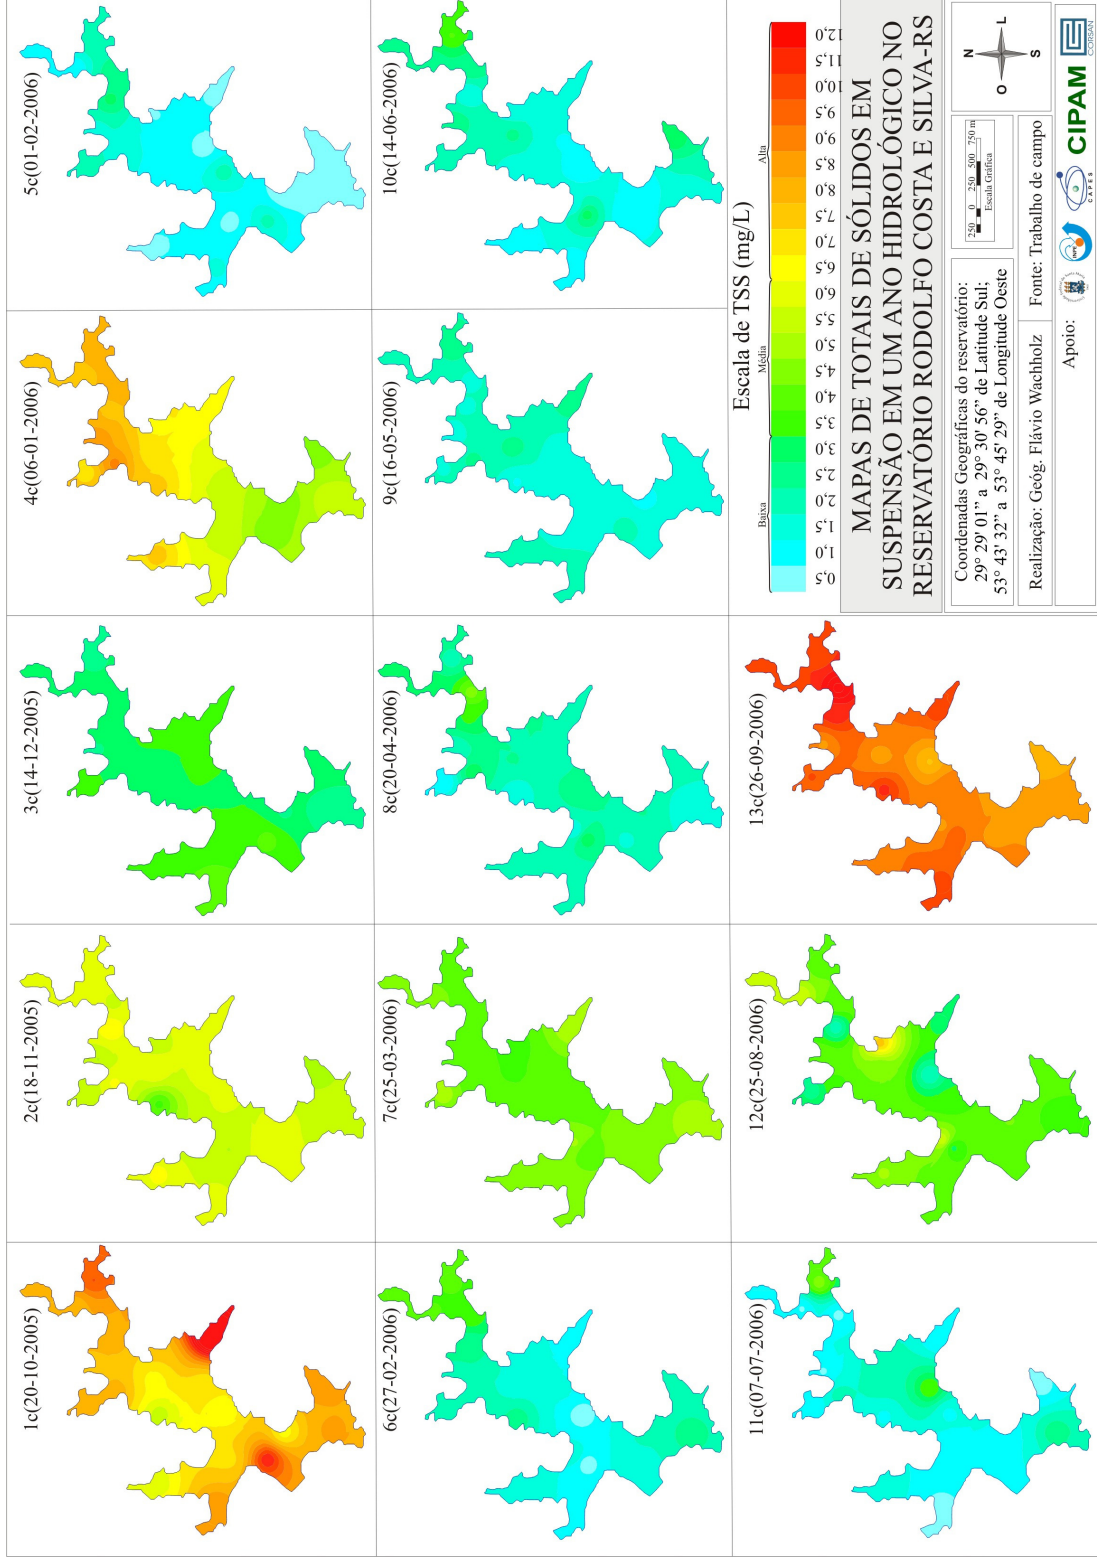 1c(20-10-2005)
2c(18-11-2005)
3c(14-12-2005)
4c(06-01-2006)
5c(01-02-2006)
6c(27-02-2006)
7c(25-03-2006)
8c(20-04-2006)
9c(16-05-2006)
10c(14-06-2006)
11c(07-07-2006)
12c(25-08-2006)
13c(26-09-2006)
Escala de TSS (mg/L)
Baixa Média Alta
0,5 1,0 1,5 2,0 2,5 3,0 3,5 4,0 4,5 5,0 5,5 6,0 6,5 7,0 7,5 8,0 8,5 9,0 9,5 10,0 11,5 12,0
MAPAS DE TOTAIS DE SÓLIDOS EM
SUSPENSÃO EM UM ANO HIDROLÓGICO NO
RESERVATÓRIO RODOLFO COSTA E SILVA-RS
Coordenadas Geográficas do reservatório:
29° 29' 01” a 29° 30' 56” de Latitude Sul;
53° 43' 32” a 53° 45' 29” de Longitude Oeste
250 0 250 500 750 m
Escala Gráfica
N
O L
S
Realização: Geóg. Flávio Wachholz
Fonte: Trabalho de campo
Apoio:
INPE
CAPES
CIPAM
CORSAN